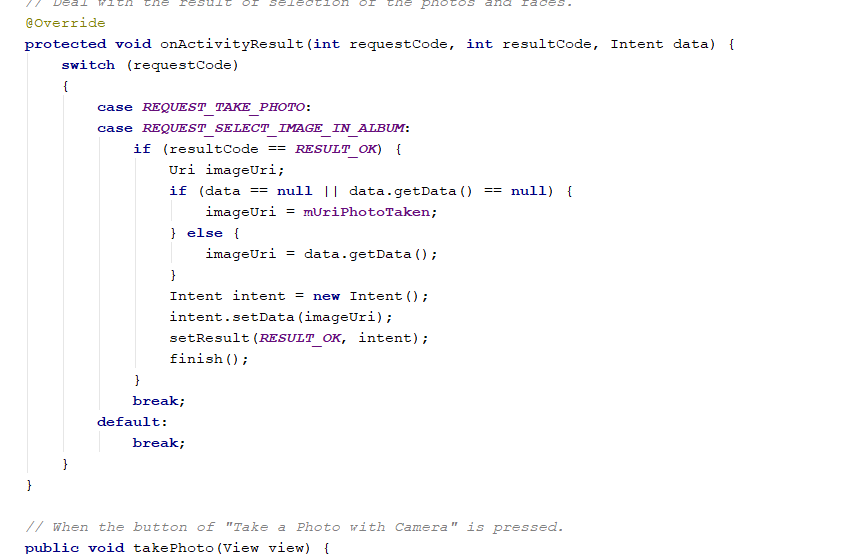 // Deal with the result of selection of the photos and faces.
@Override
protected void onActivityResult(int requestCode, int resultCode, Intent data) {
    switch (requestCode)
    {
        case REQUEST_TAKE_PHOTO:
        case REQUEST_SELECT_IMAGE_IN_ALBUM:
            if (resultCode == RESULT_OK) {
                Uri imageUri;
                if (data == null || data.getData() == null) {
                    imageUri = mUriPhotoTaken;
                } else {
                    imageUri = data.getData();
                }
                Intent intent = new Intent();
                intent.setData(imageUri);
                setResult(RESULT_OK, intent);
                finish();
            }
            break;
        default:
            break;
    }
}

// When the button of "Take a Photo with Camera" is pressed.
public void takePhoto(View view) {